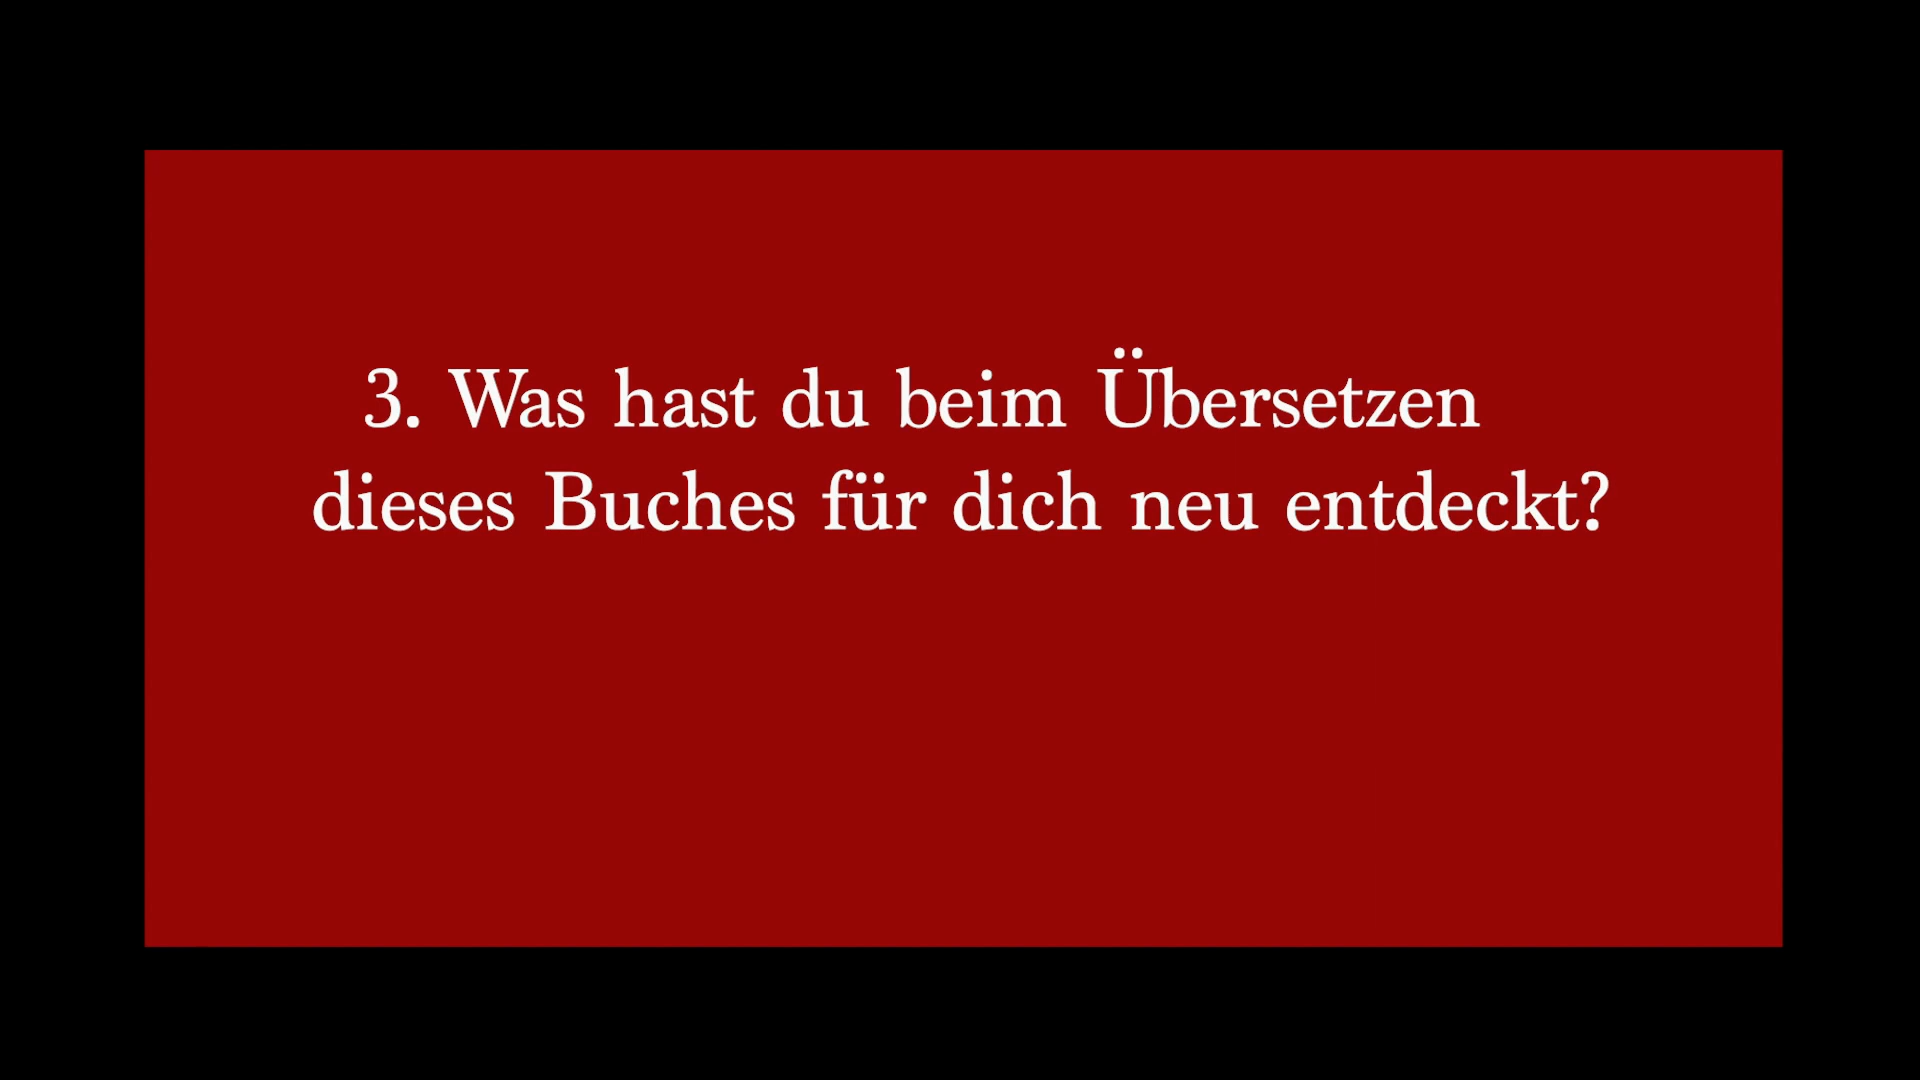 3. Was hast du beim Übersetzen
dieses Buches für dich neu entdeckt?